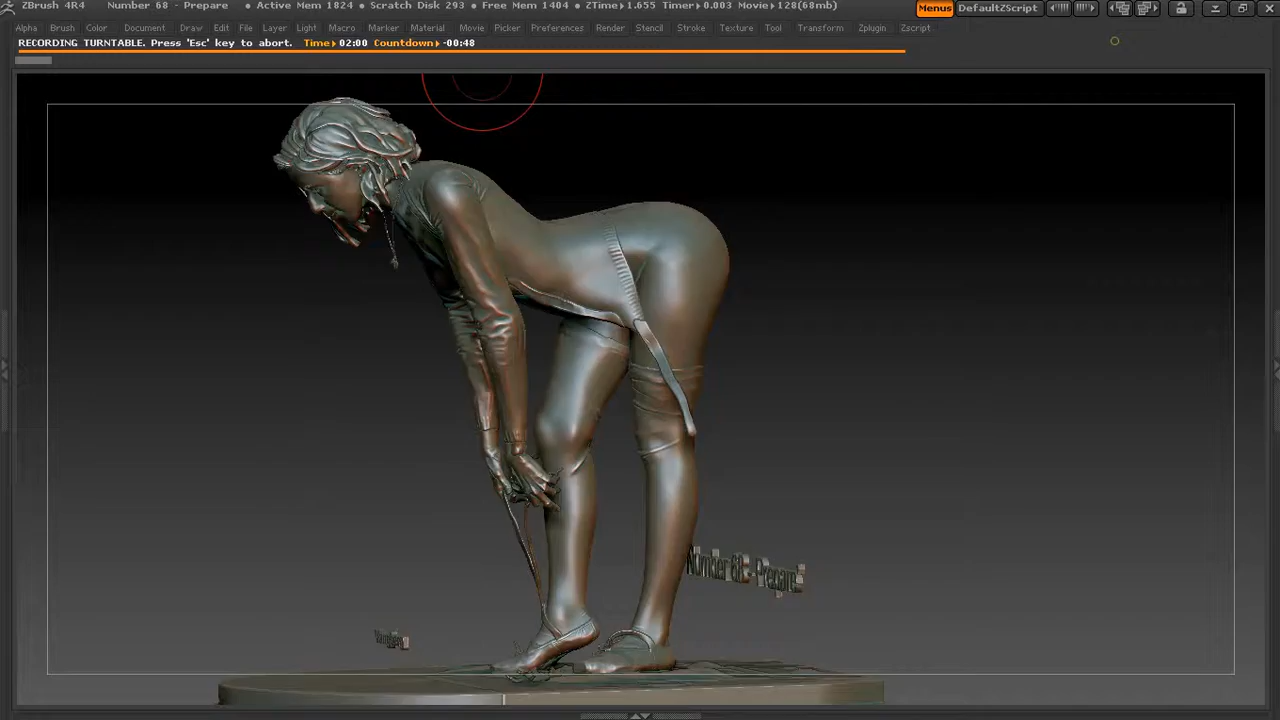 ZBrush 4R4 Number 68 - Prepare • Active Mem 1824 • Scratch Disk 293 • Free Mem 1404 • ZTime▸1.655 Timer▸0.003 Movie▸128(68mb) Menus DefaultZScript
Alpha Brush Color Document Draw Edit File Layer Light Macro Marker Material Movie Picker Preferences Render Stencil Stroke Texture Tool Transform Zplugin Zscript
RECORDING TURNTABLE. Press 'Esc' key to abort. Time▸02:00 Countdown▸-00:48
Number 68 - Prepare